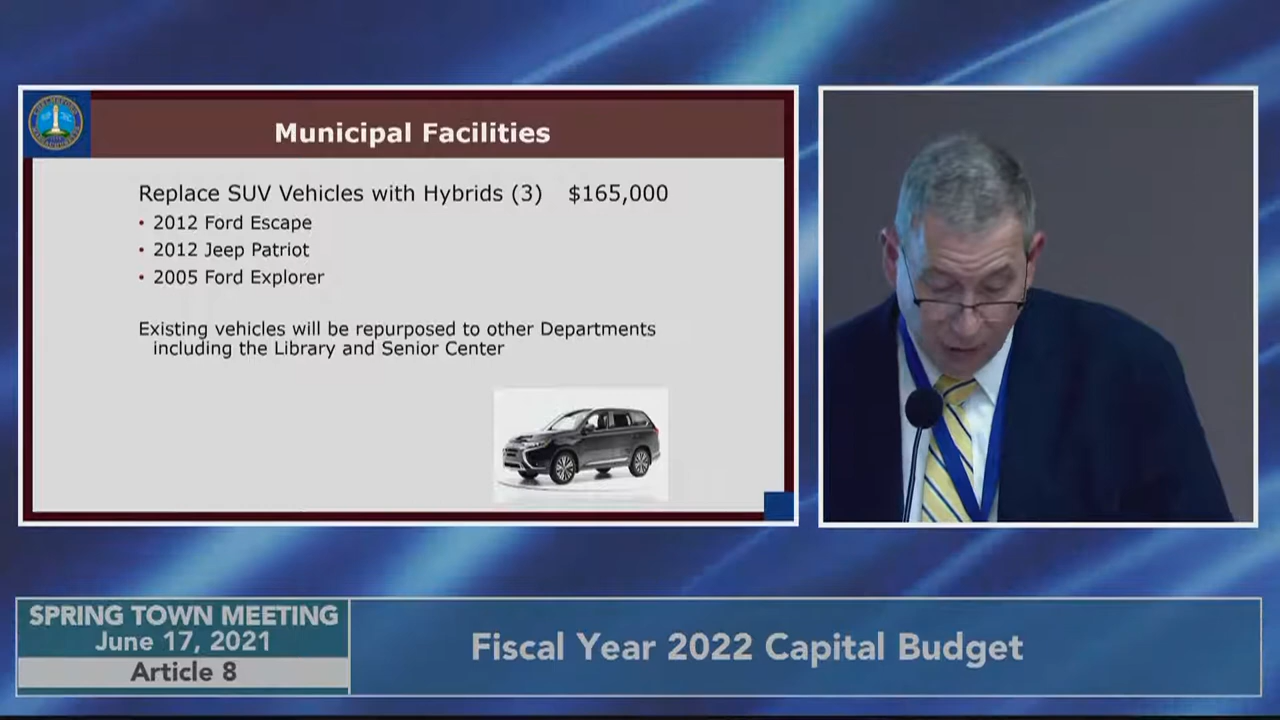 Municipal Facilities
Replace SUV Vehicles with Hybrids (3) $165,000
• 2012 Ford Escape
• 2012 Jeep Patriot
• 2005 Ford Explorer
Existing vehicles will be repurposed to other Departments
including the Library and Senior Center
SPRING TOWN MEETING
June 17, 2021
Article 8
Fiscal Year 2022 Capital Budget